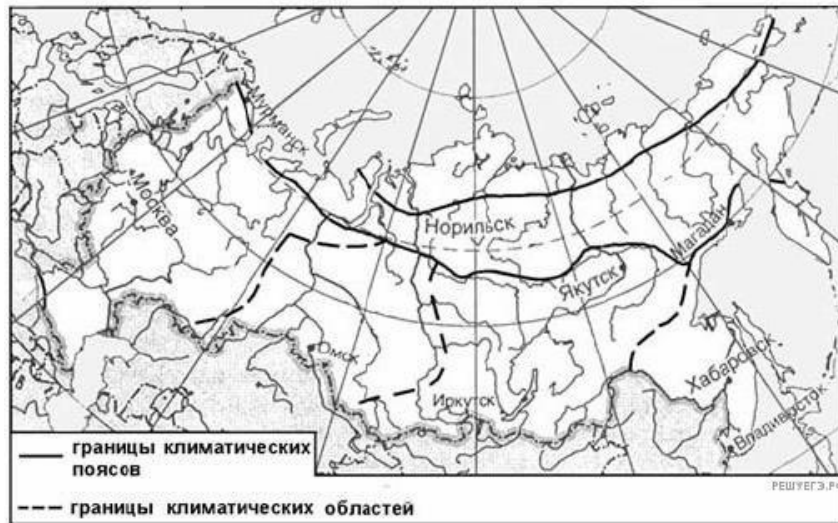 Мурманск
Москва
Норильск
Магадан
Якутск
Омск
Иркутск
Хабаровск
Владивосток
границы климатических
поясов
границы климатических областей
РЕШУЕГЭ.РФ